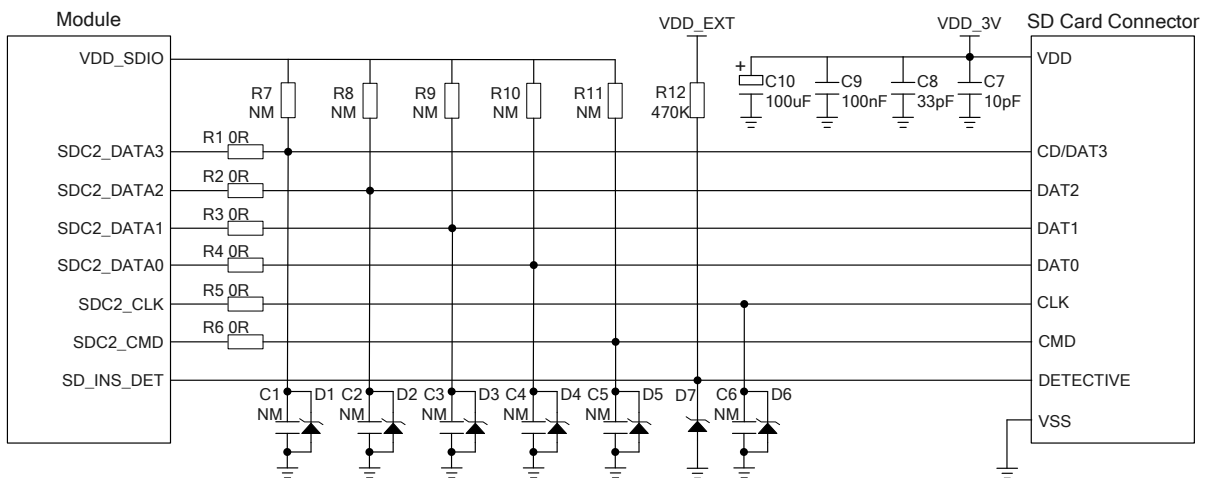 Module
VDD_EXT
VDD_3V
SD Card Connector
VDD_SDIO
VDD
R7
NM
R8
NM
R9
NM
R10
NM
R11
NM
R12
470K
+
C10
100uF
C9
100nF
C8
33pF
C7
10pF
SDC2_DATA3
R1 0R
CD/DAT3
SDC2_DATA2
R2 0R
DAT2
SDC2_DATA1
R3 0R
DAT1
SDC2_DATA0
R4 0R
DAT0
SDC2_CLK
R5 0R
CLK
SDC2_CMD
R6 0R
CMD
SD_INS_DET
DETECTIVE
C1
NM
D1
C2
NM
D2
C3
NM
D3
C4
NM
D4
C5
NM
D5
D7
C6
NM
D6
VSS